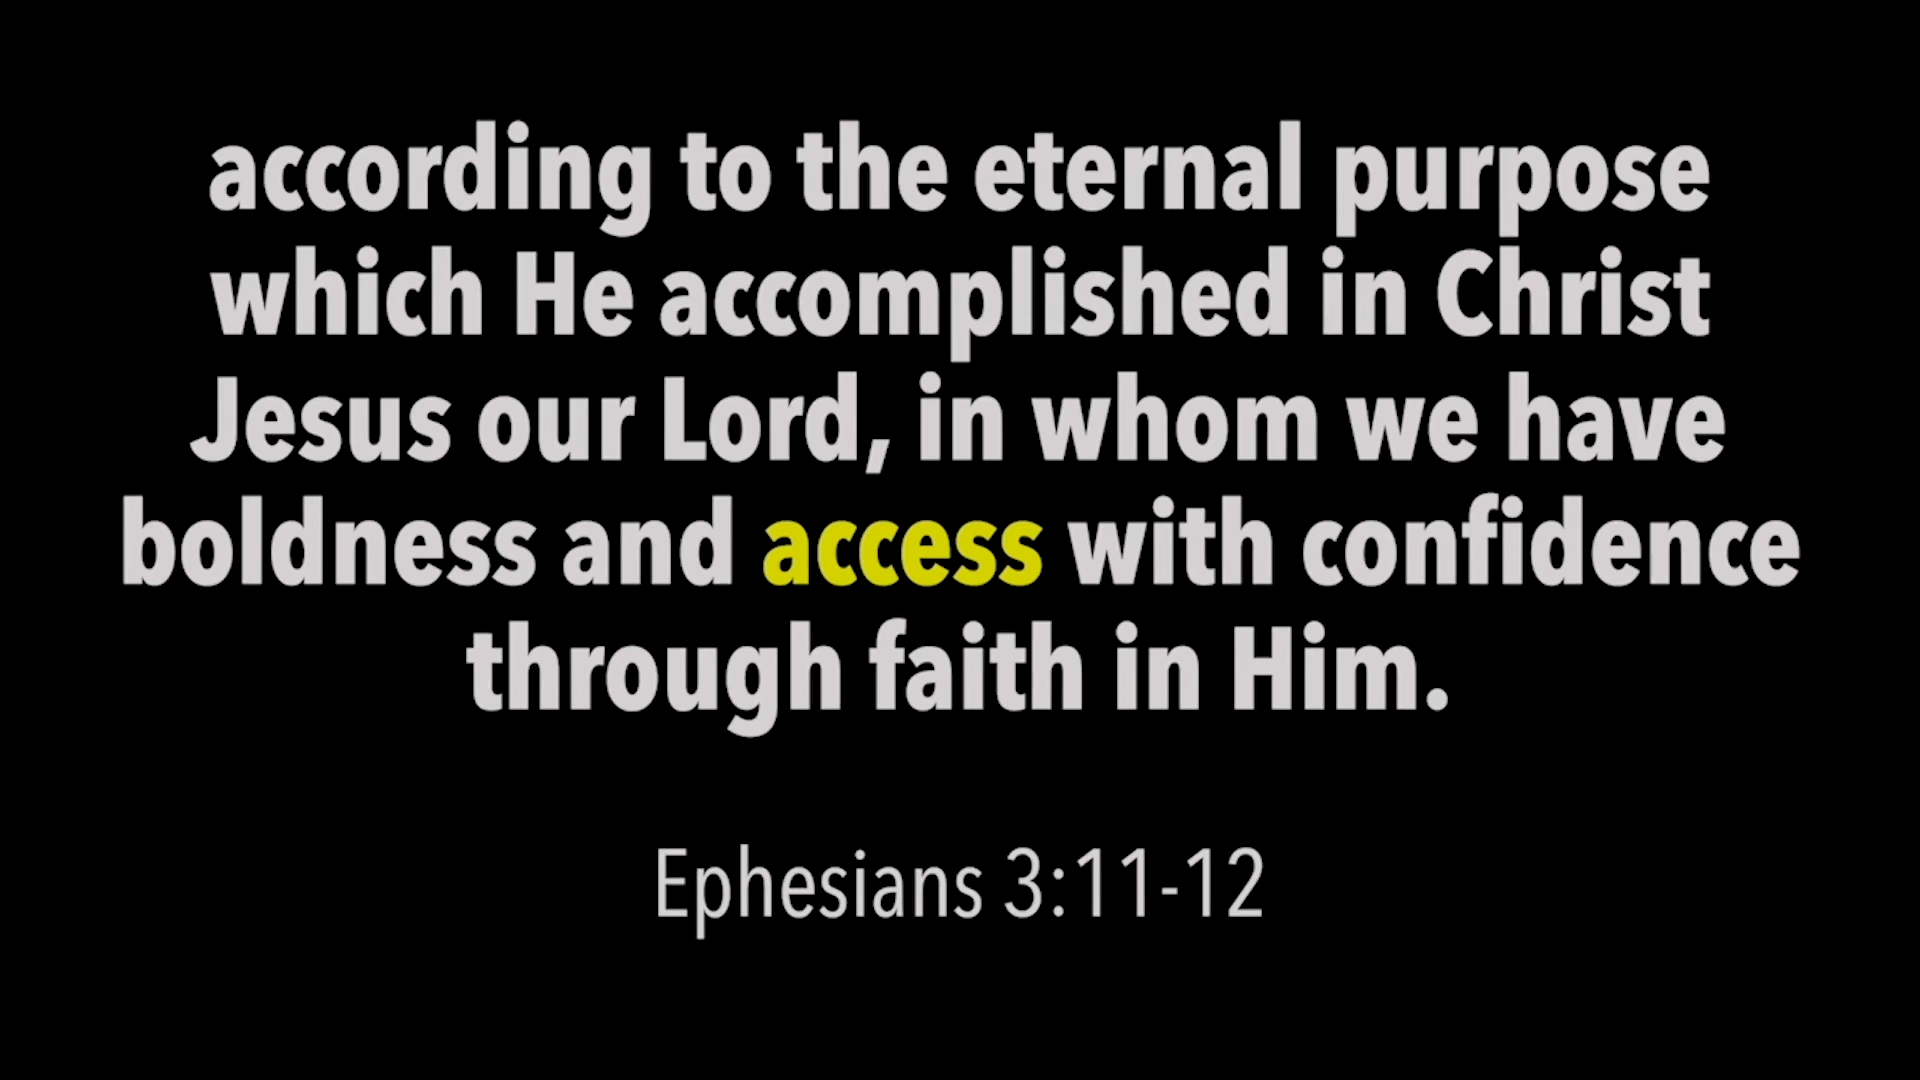 according to the eternal purpose
which He accomplished in Christ
Jesus our Lord, in whom we have
boldness and access with confidence
through faith in Him.
Ephesians 3:11-12